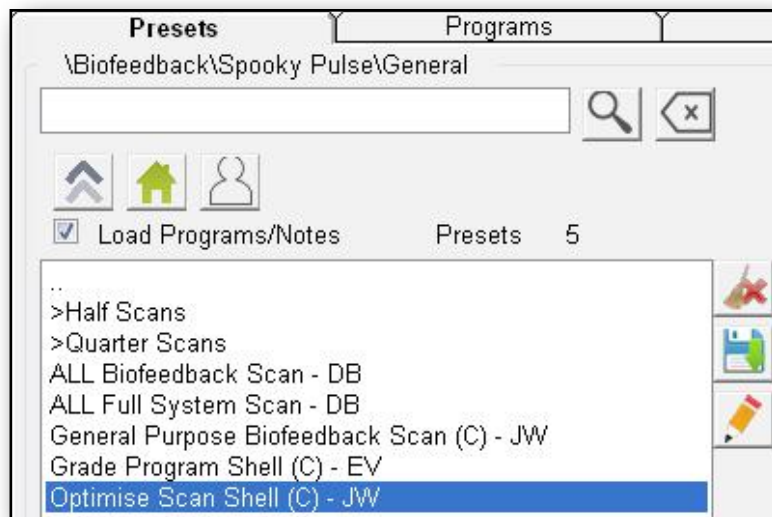 Presets Programs
\Biofeedback\Spooky Pulse\General
Load Programs/Notes Presets 5
..
>Half Scans
>Quarter Scans
ALL Biofeedback Scan - DB
ALL Full System Scan - DB
General Purpose Biofeedback Scan (C) - JW
Grade Program Shell (C) - EV
Optimise Scan Shell (C) - JW